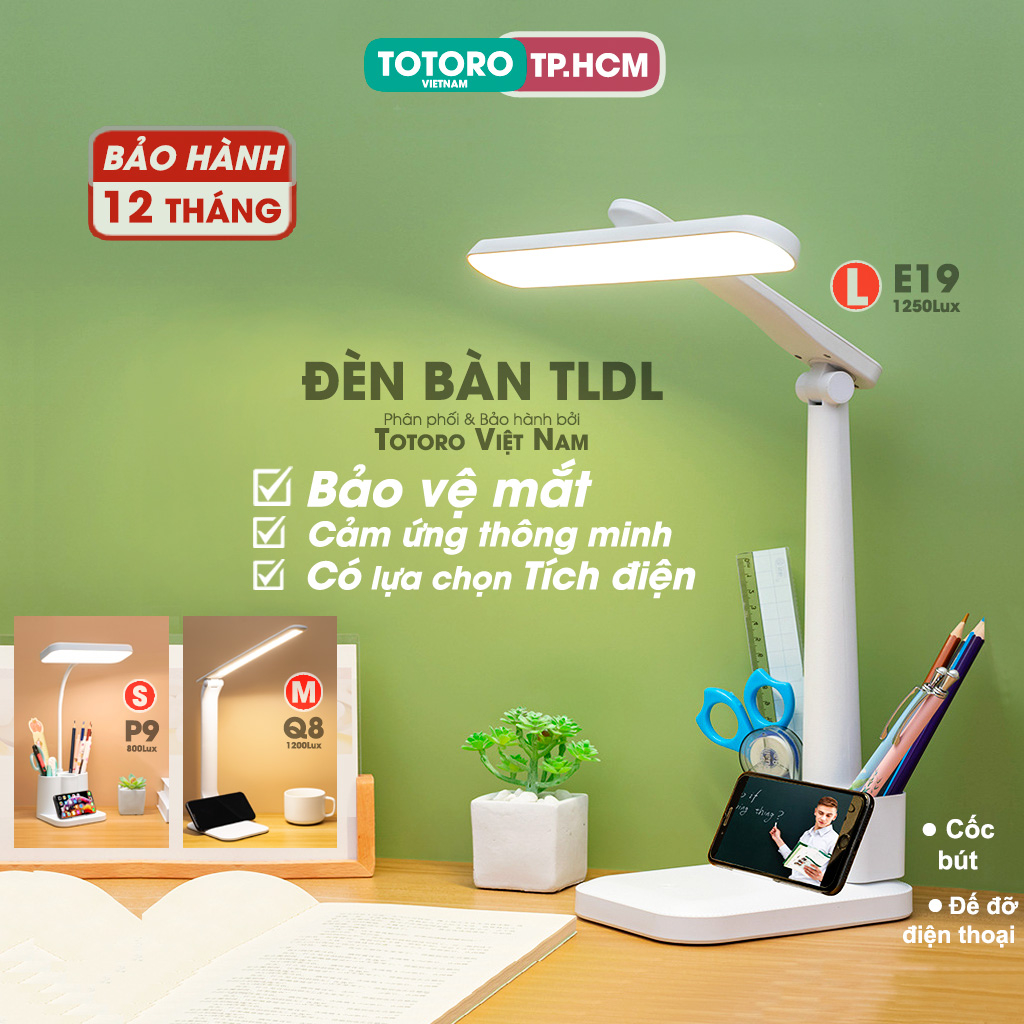 TOTORO TP.HCM
VIETNAM
BẢO HÀNH
12 THÁNG
L E19
1250Lux
ĐÈN BÀN TLDL
Phân phối & Bảo hành bởi
TOTORO VIỆT NAM
Bảo vệ mắt
Cảm ứng thông minh
Có lựa chọn Tích điện
S
P9
800Lux
M
Q8
1200Lux
Cốc
bút
Đế đỡ
điện thoại